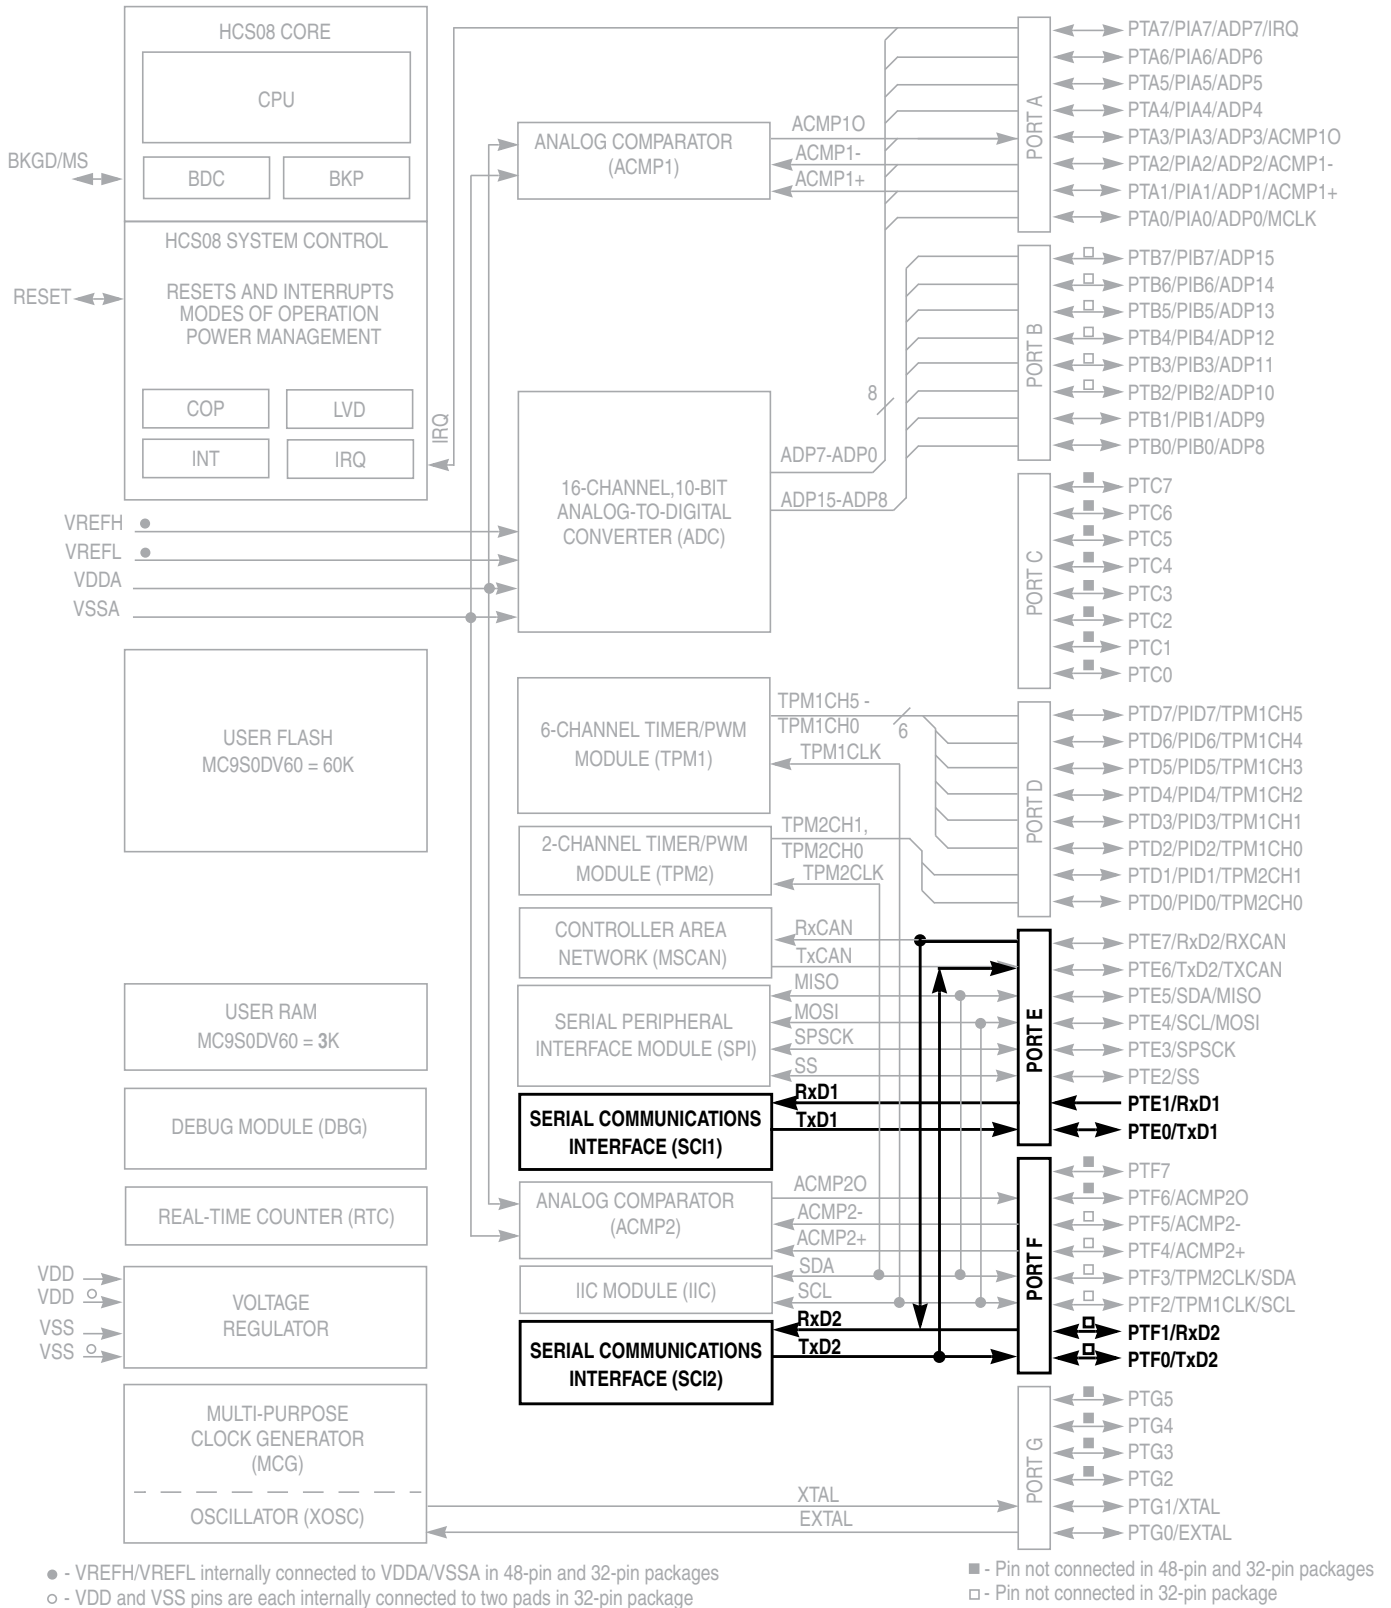 HCS08 CORE
CPU
BKGD/MS
BDC
BKP
HCS08 SYSTEM CONTROL
RESET
RESETS AND INTERRUPTS
MODES OF OPERATION
POWER MANAGEMENT
COP
LVD
INT
IRQ
IRQ
VREFH
VREFL
VDDA
VSSA
USER FLASH
MC9S0DV60 = 60K
USER RAM
MC9S0DV60 = 3K
DEBUG MODULE (DBG)
REAL-TIME COUNTER (RTC)
VDD
VDD
VSS
VSS
VOLTAGE
REGULATOR
MULTI-PURPOSE
CLOCK GENERATOR
(MCG)
OSCILLATOR (XOSC)
ANALOG COMPARATOR
(ACMP1)
ACMP1O
ACMP1-
ACMP1+
16-CHANNEL,10-BIT
ANALOG-TO-DIGITAL
CONVERTER (ADC)
8
ADP7-ADP0
ADP15-ADP8
6-CHANNEL TIMER/PWM
MODULE (TPM1)
TPM1CH5 -
TPM1CH0
6
TPM1CLK
2-CHANNEL TIMER/PWM
MODULE (TPM2)
TPM2CH1,
TPM2CH0
TPM2CLK
CONTROLLER AREA
NETWORK (MSCAN)
RxCAN
TxCAN
SERIAL PERIPHERAL
INTERFACE MODULE (SPI)
MISO
MOSI
SPSCK
SS
SERIAL COMMUNICATIONS
INTERFACE (SCI1)
RxD1
TxD1
ANALOG COMPARATOR
(ACMP2)
ACMP2O
ACMP2-
ACMP2+
IIC MODULE (IIC)
SDA
SCL
SERIAL COMMUNICATIONS
INTERFACE (SCI2)
RxD2
TxD2
XTAL
EXTAL
PORT A
PTA7/PIA7/ADP7/IRQ
PTA6/PIA6/ADP6
PTA5/PIA5/ADP5
PTA4/PIA4/ADP4
PTA3/PIA3/ADP3/ACMP1O
PTA2/PIA2/ADP2/ACMP1-
PTA1/PIA1/ADP1/ACMP1+
PTA0/PIA0/ADP0/MCLK
PORT B
PTB7/PIB7/ADP15
PTB6/PIB6/ADP14
PTB5/PIB5/ADP13
PTB4/PIB4/ADP12
PTB3/PIB3/ADP11
PTB2/PIB2/ADP10
PTB1/PIB1/ADP9
PTB0/PIB0/ADP8
PORT C
PTC7
PTC6
PTC5
PTC4
PTC3
PTC2
PTC1
PTC0
PORT D
PTD7/PID7/TPM1CH5
PTD6/PID6/TPM1CH4
PTD5/PID5/TPM1CH3
PTD4/PID4/TPM1CH2
PTD3/PID3/TPM1CH1
PTD2/PID2/TPM1CH0
PTD1/PID1/TPM2CH1
PTD0/PID0/TPM2CH0
PORT E
PTE7/RxD2/RXCAN
PTE6/TxD2/TXCAN
PTE5/SDA/MISO
PTE4/SCL/MOSI
PTE3/SPSCK
PTE2/SS
PTE1/RxD1
PTE0/TxD1
PORT F
PTF7
PTF6/ACMP2O
PTF5/ACMP2-
PTF4/ACMP2+
PTF3/TPM2CLK/SDA
PTF2/TPM1CLK/SCL
PTF1/RxD2
PTF0/TxD2
PORT G
PTG5
PTG4
PTG3
PTG2
PTG1/XTAL
PTG0/EXTAL
● - VREFH/VREFL internally connected to VDDA/VSSA in 48-pin and 32-pin packages
○ - VDD and VSS pins are each internally connected to two pads in 32-pin package
■ - Pin not connected in 48-pin and 32-pin packages
□ - Pin not connected in 32-pin package